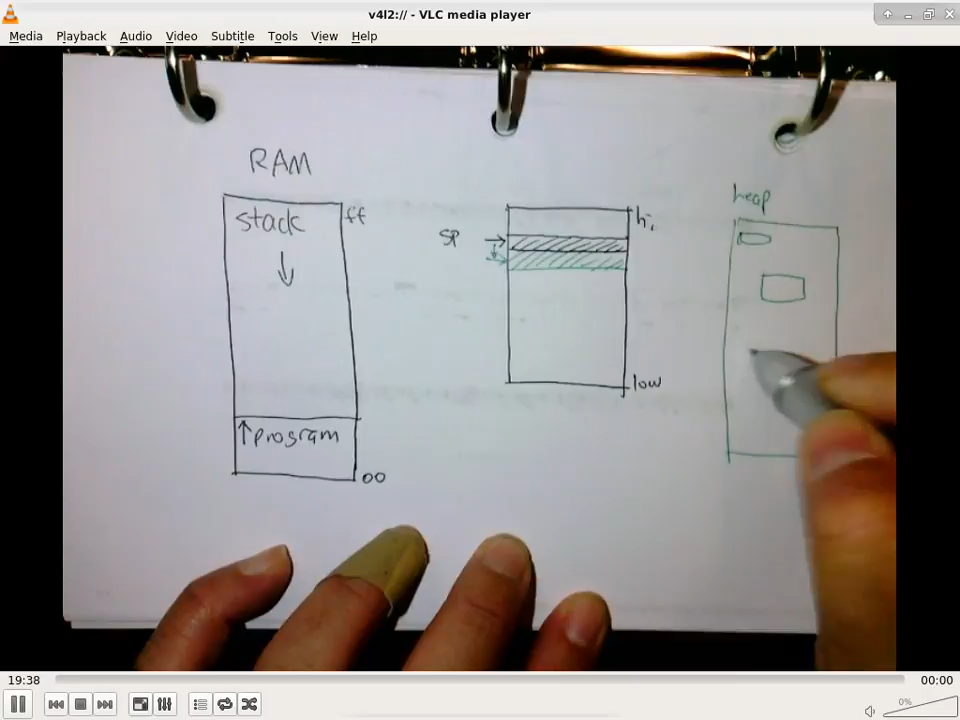 v4l2:// - VLC media player
Media Playback Audio Video Subtitle Tools View Help
RAM
stack
ff
↑program
00
SP
hi
low
heap
19:38
00:00
0%